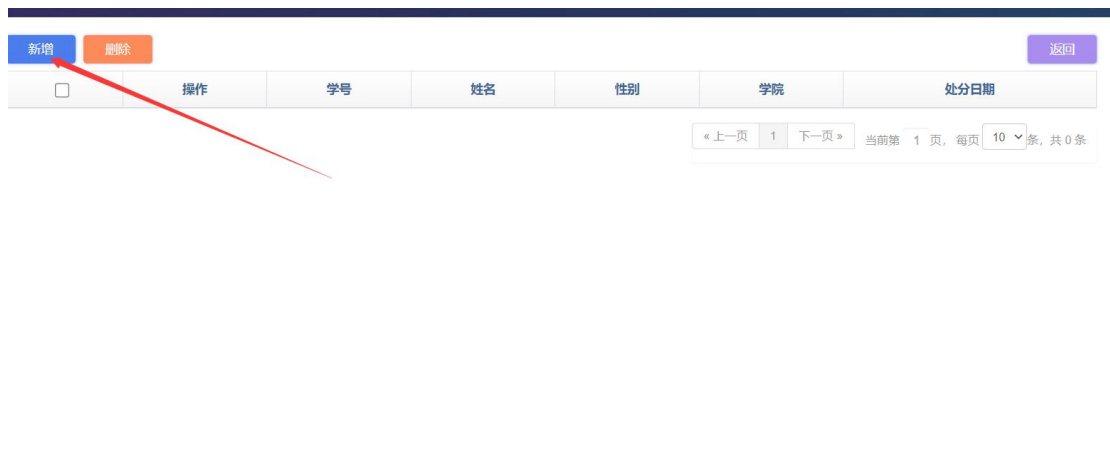 新增 删除 返回
操作 学号 姓名 性别 学院 处分日期
«上一页 1 下一页» 当前第 1 页, 每页 10 条, 共 0 条